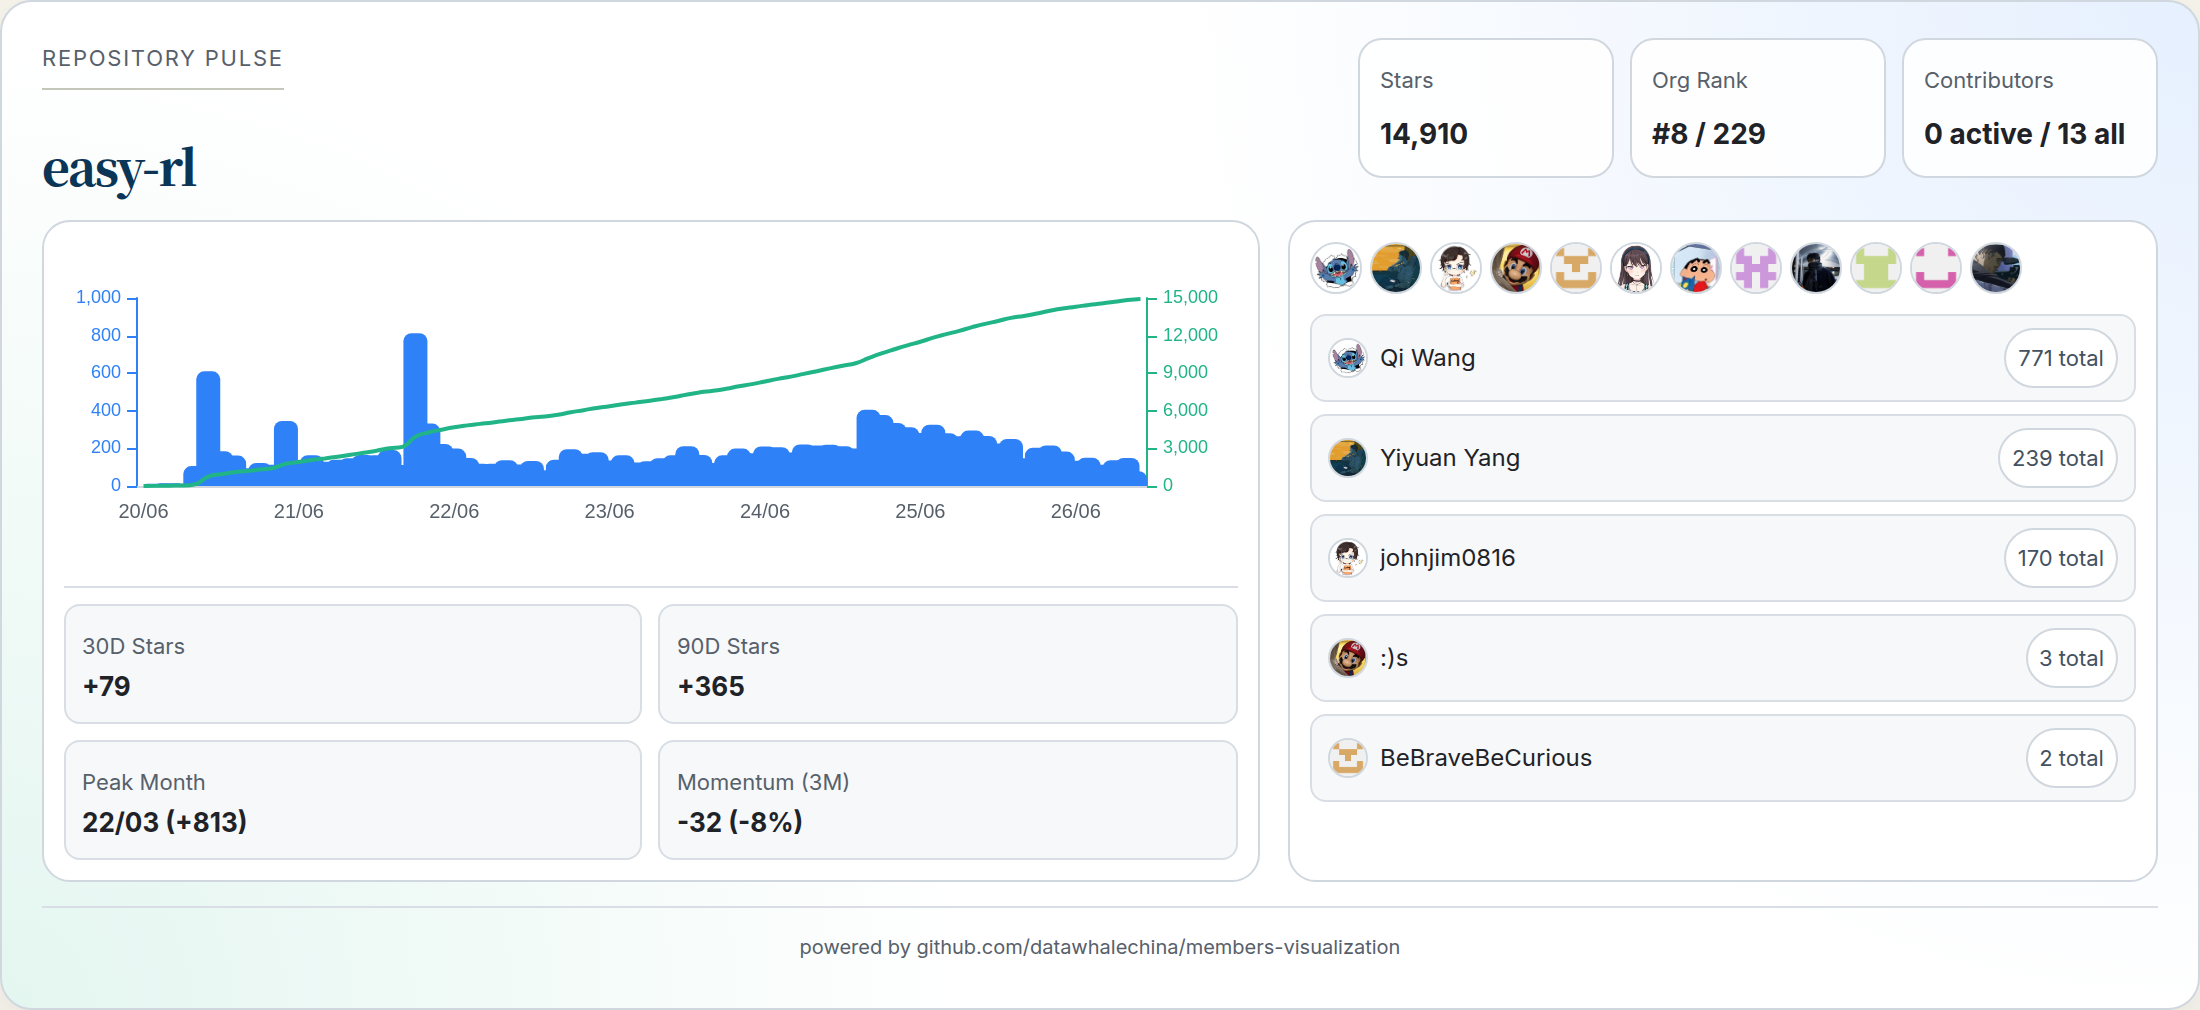 REPOSITORY PULSE
easy-rl
Stars
14,910
Org Rank
#8 / 229
Contributors
0 active / 13 all
1,000
800
600
400
200
0
15,000
12,000
9,000
6,000
3,000
0
20/06
21/06
22/06
23/06
24/06
25/06
26/06
30D Stars
+79
90D Stars
+365
Peak Month
22/03 (+813)
Momentum (3M)
-32 (-8%)
Qi Wang
771 total
Yiyuan Yang
239 total
johnjim0816
170 total
:)s
3 total
BeBraveBeCurious
2 total
powered by github.com/datawhalechina/members-visualization